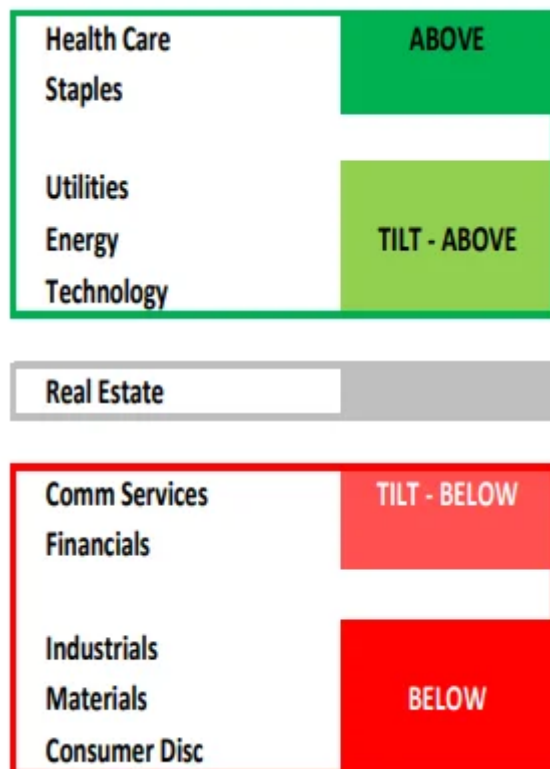 Health Care ABOVE
Staples
Utilities
Energy TILT - ABOVE
Technology
Real Estate
Comm Services TILT - BELOW
Financials
Industrials
Materials BELOW
Consumer Disc